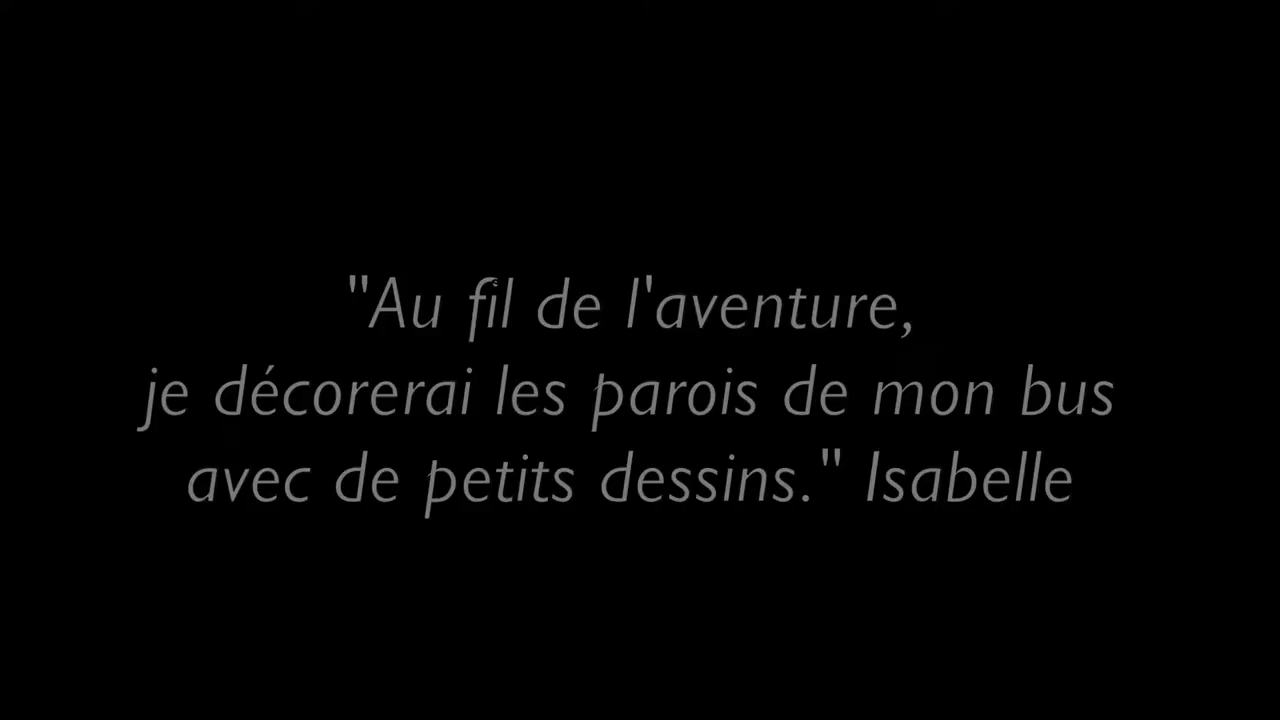 "Au fil de l'aventure,
je décorerai les parois de mon bus
avec de petits dessins." Isabelle